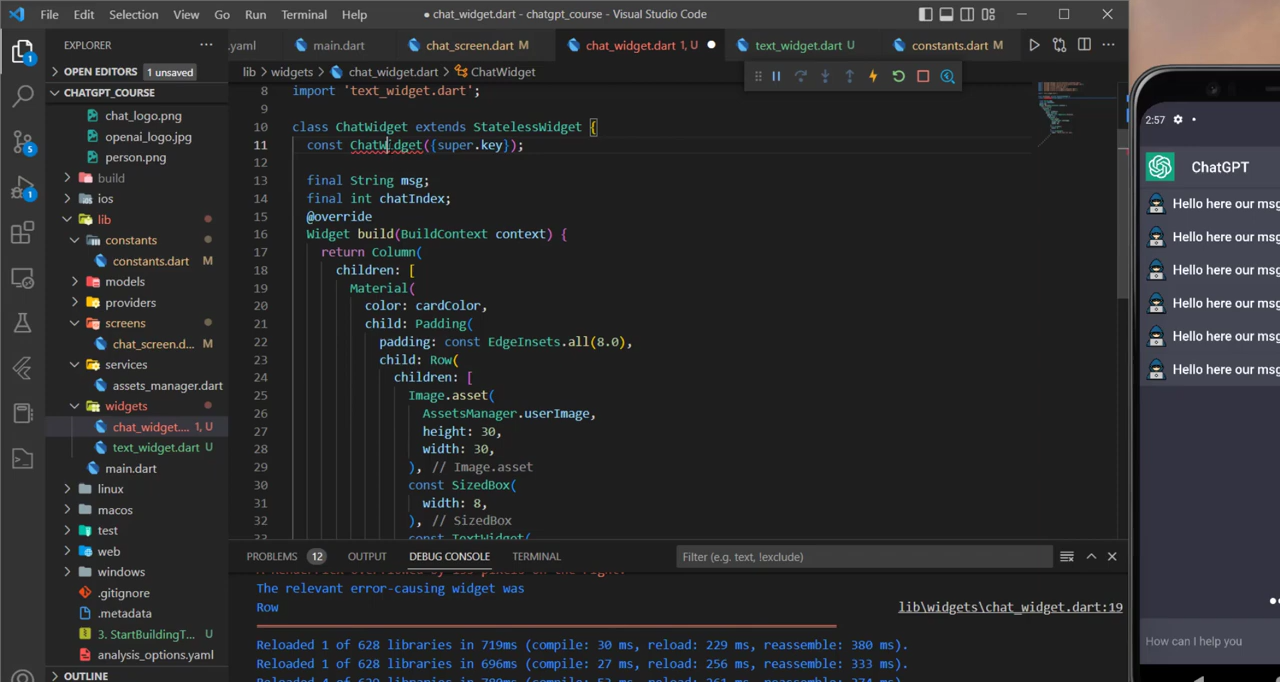 File Edit Selection View Go Run Terminal Help
● chat_widget.dart - chatgpt_course - Visual Studio Code
EXPLORER
.yaml
main.dart
chat_screen.dart M
chat_widget.dart 1, U ●
text_widget.dart U
constants.dart M
OPEN EDITORS 1 unsaved
lib > widgets > chat_widget.dart > ChatWidget
CHATGPT_COURSE
chat_logo.png
openai_logo.jpg
person.png
build
ios
lib
constants
constants.dart M
models
providers
screens
chat_screen.d... M
services
assets_manager.dart
widgets
chat_widget.... 1, U
text_widget.dart U
main.dart
linux
macos
test
web
windows
.gitignore
.metadata
3. StartBuildingT... U
analysis_options.yaml
OUTLINE
1
5
1
8 import 'text_widget.dart';
9
10 class ChatWidget extends StatelessWidget {
11 const ChatWidget({super.key});
12
13 final String msg;
14 final int chatIndex;
15 @override
16 Widget build(BuildContext context) {
17 return Column(
18 children: [
19 Material(
20 color: cardColor,
21 child: Padding(
22 padding: const EdgeInsets.all(8.0),
23 child: Row(
24 children: [
25 Image.asset(
26 AssetsManager.userImage,
27 height: 30,
28 width: 30,
29 ), // Image.asset
30 const SizedBox(
31 width: 8,
32 ), // SizedBox
const TextWidget(
PROBLEMS 12 OUTPUT DEBUG CONSOLE TERMINAL
Filter (e.g. text, !exclude)
The relevant error-causing widget was
Row
lib\widgets\chat_widget.dart:19
Reloaded 1 of 628 libraries in 719ms (compile: 30 ms, reload: 229 ms, reassemble: 380 ms).
Reloaded 1 of 628 libraries in 696ms (compile: 27 ms, reload: 256 ms, reassemble: 333 ms).
2:57
ChatGPT
Hello here our msg
Hello here our msg
Hello here our msg
Hello here our msg
Hello here our msg
Hello here our msg
How can I help you